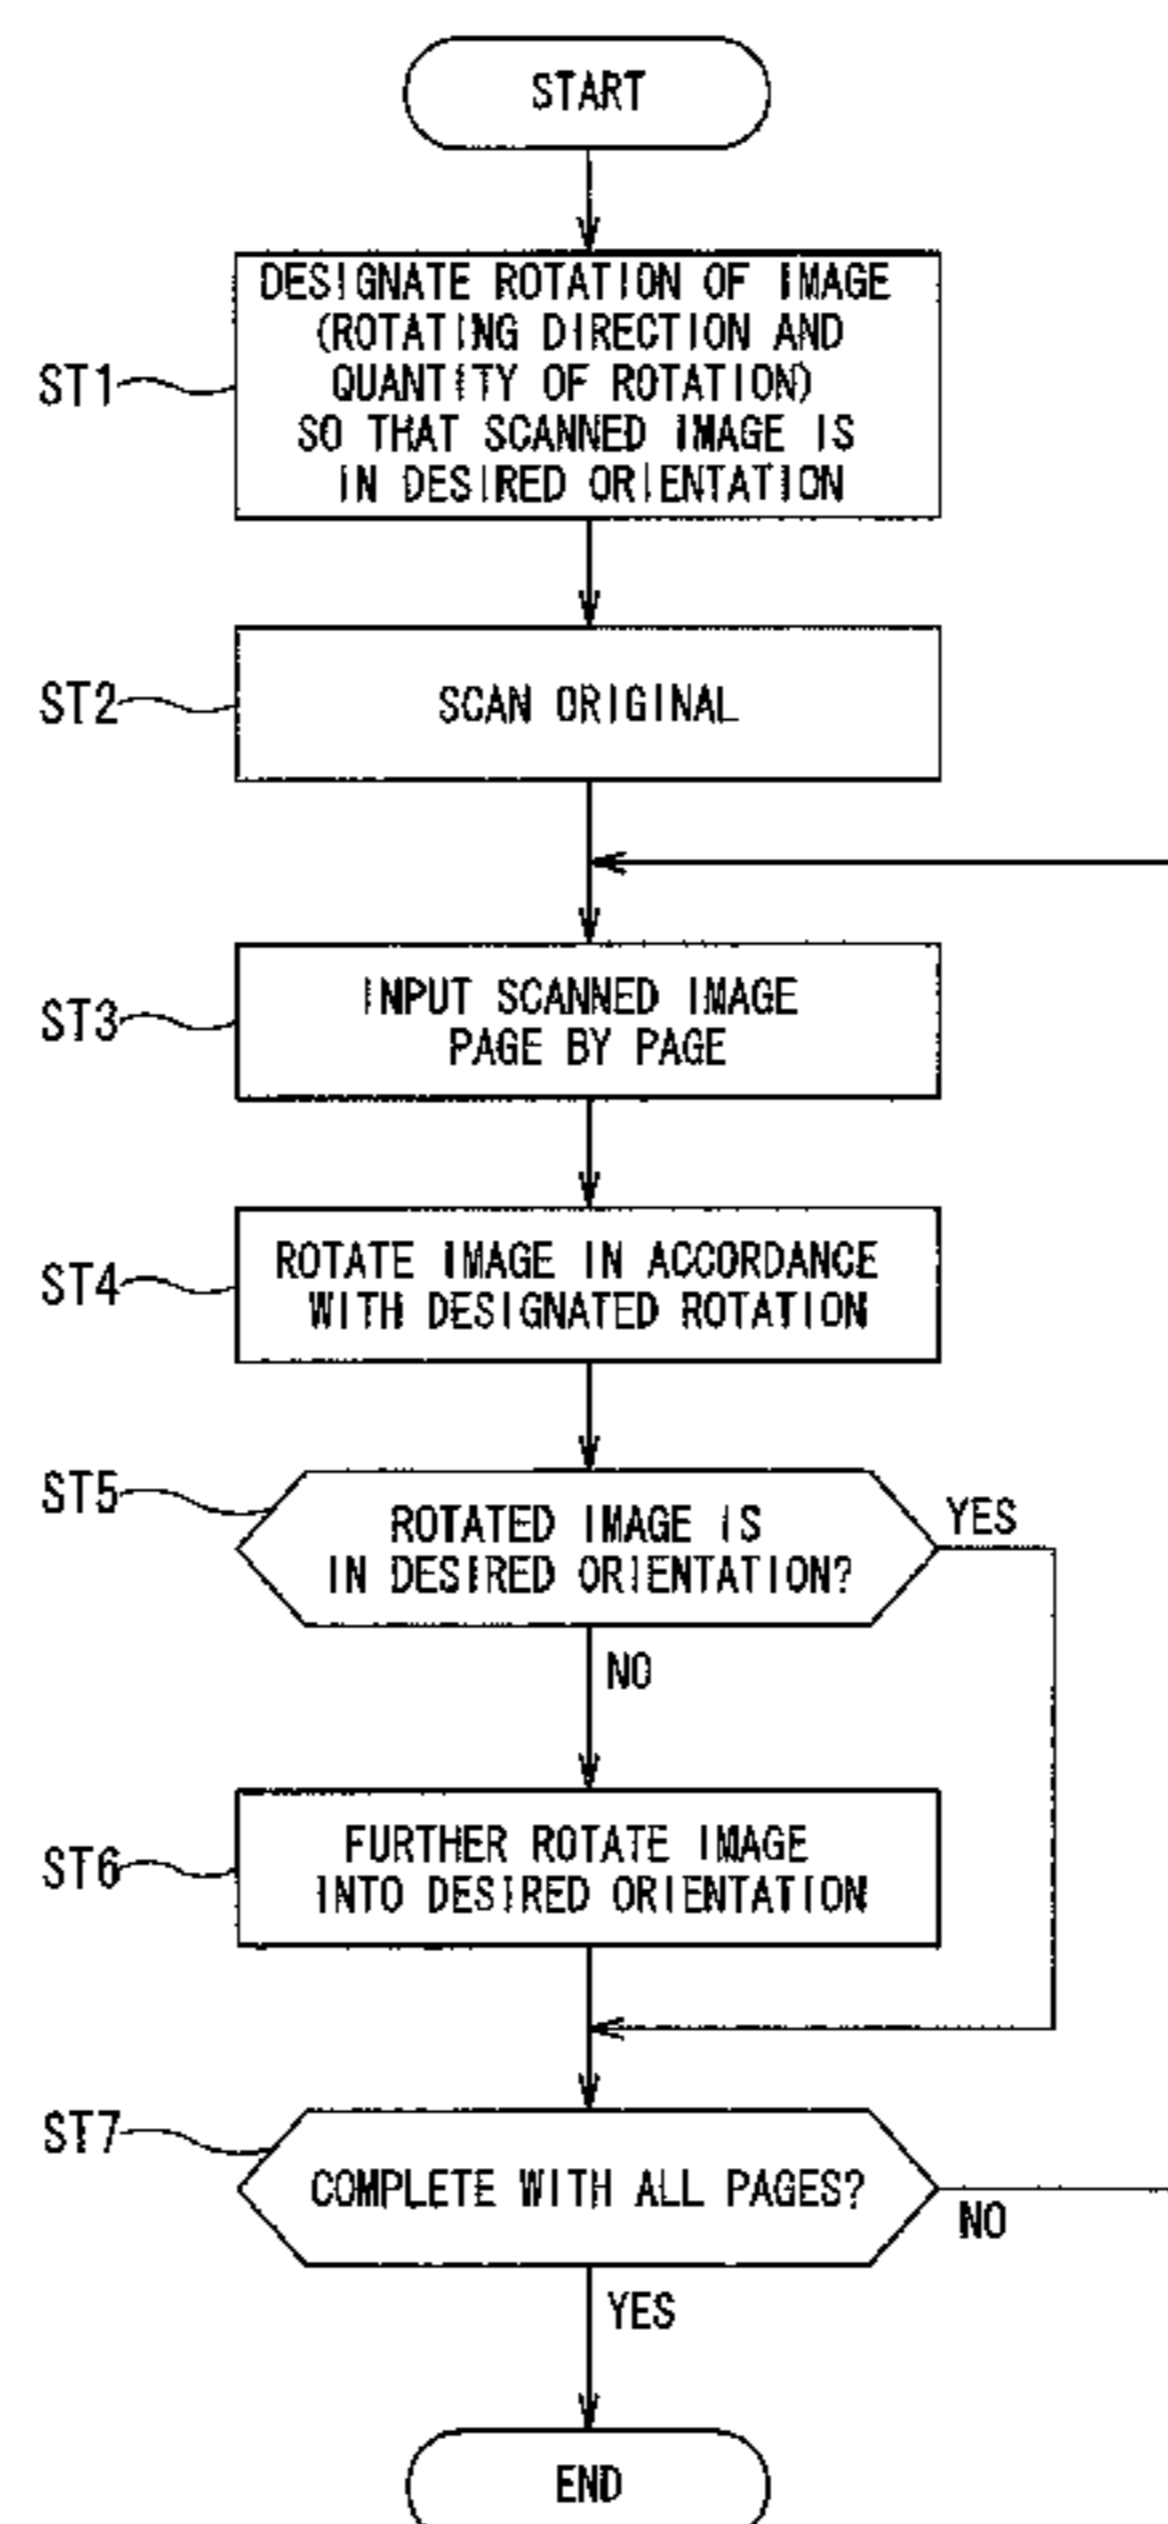 START
ST1
DESIGNATE ROTATION OF IMAGE
(ROTATING DIRECTION AND
QUANTITY OF ROTATION)
SO THAT SCANNED IMAGE IS
IN DESIRED ORIENTATION
ST2
SCAN ORIGINAL
ST3
INPUT SCANNED IMAGE
PAGE BY PAGE
ST4
ROTATE IMAGE IN ACCORDANCE
WITH DESIGNATED ROTATION
ST5
ROTATED IMAGE IS
IN DESIRED ORIENTATION?
YES
NO
ST6
FURTHER ROTATE IMAGE
INTO DESIRED ORIENTATION
ST7
COMPLETE WITH ALL PAGES?
NO
YES
END